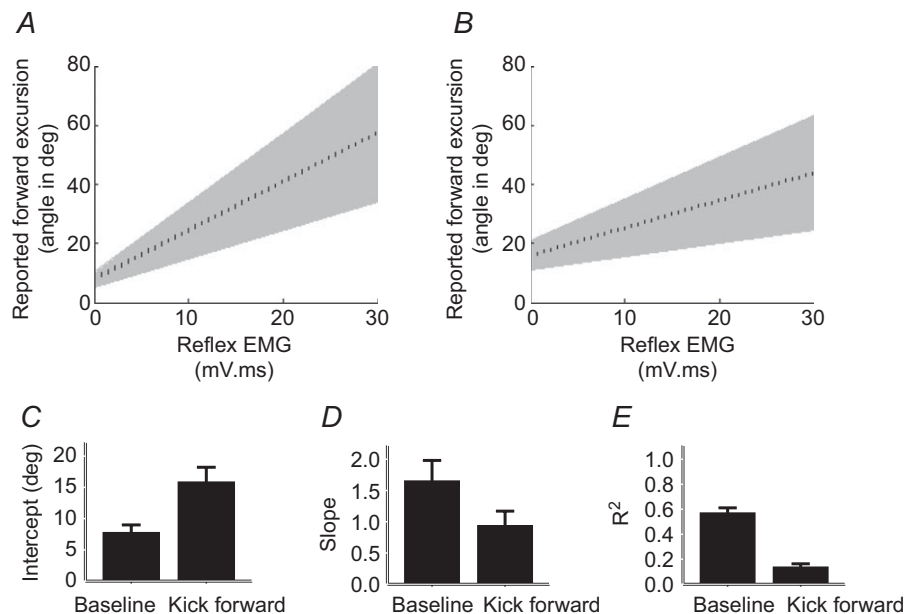 A
B
Reported forward excursion
(angle in deg)
80
60
40
20
0
0
10
20
30
Reflex EMG
(mV.ms)
Reported forward excursion
(angle in deg)
80
60
40
20
0
0
10
20
30
Reflex EMG
(mV.ms)
C
D
E
Intercept (deg)
20
15
10
5
0
Baseline Kick forward
Slope
2.0
1.5
1.0
0.5
0.0
Baseline Kick forward
R²
1.0
0.8
0.6
0.4
0.2
0.0
Baseline Kick forward